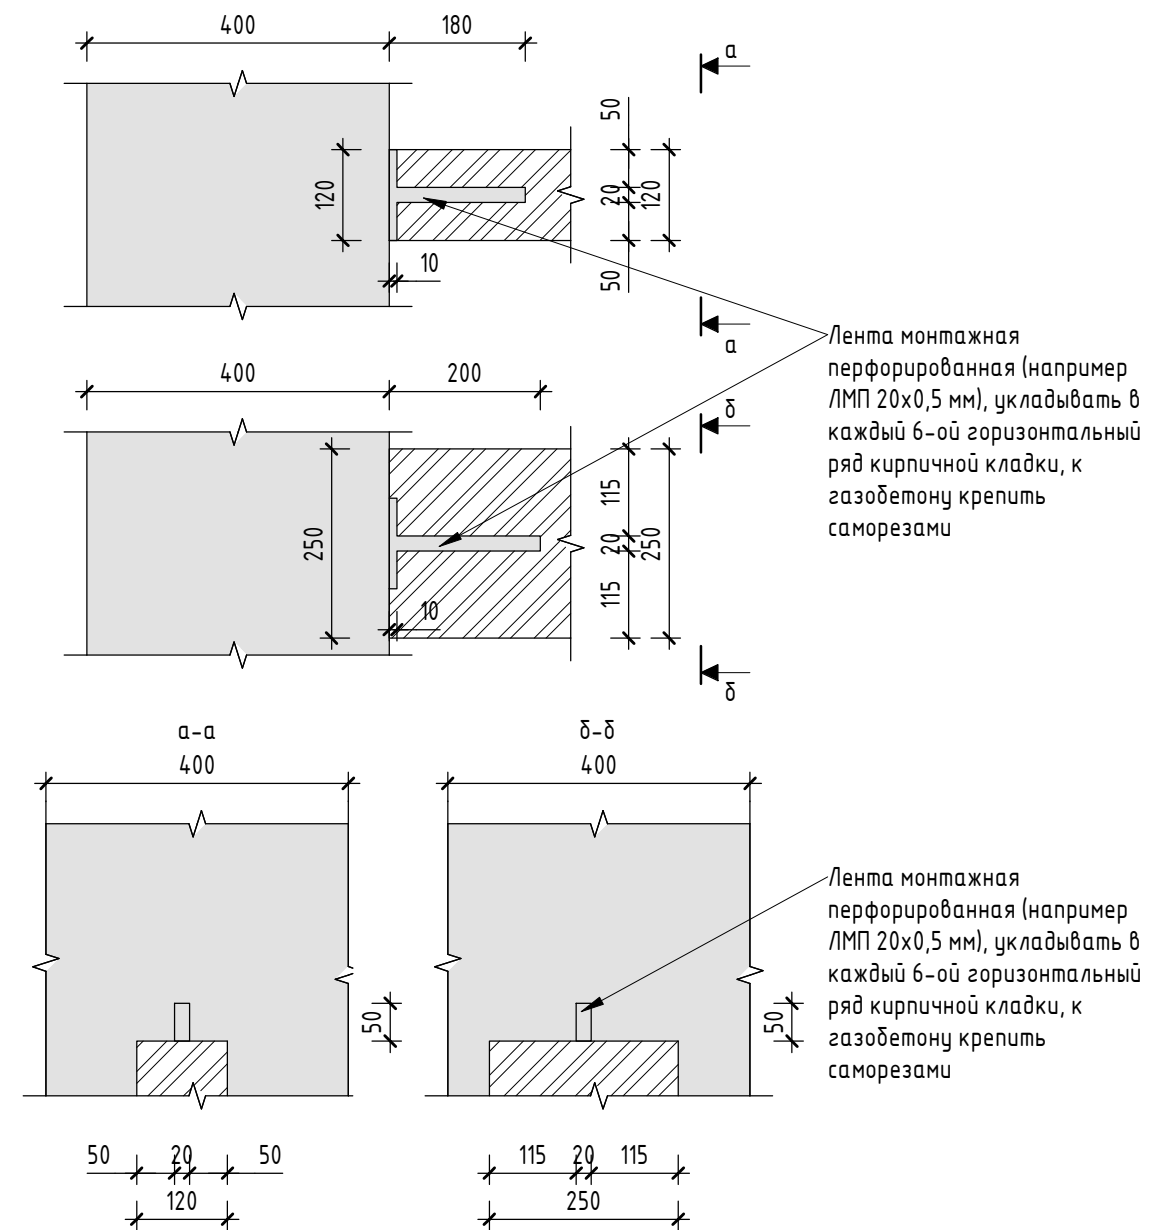 400
180
а
50
120
20
120
10
50
а
Лента монтажная
перфорированная (например
ЛМП 20х0,5 мм), укладывать в
каждый 6-ой горизонтальный
ряд кирпичной кладки, к
газобетону крепить
саморезами
400
200
б
115
250
20
250
115
10
б
а-а
400
50
50
20
50
120
б-б
400
50
115
20
115
250
Лента монтажная
перфорированная (например
ЛМП 20х0,5 мм), укладывать в
каждый 6-ой горизонтальный
ряд кирпичной кладки, к
газобетону крепить
саморезами